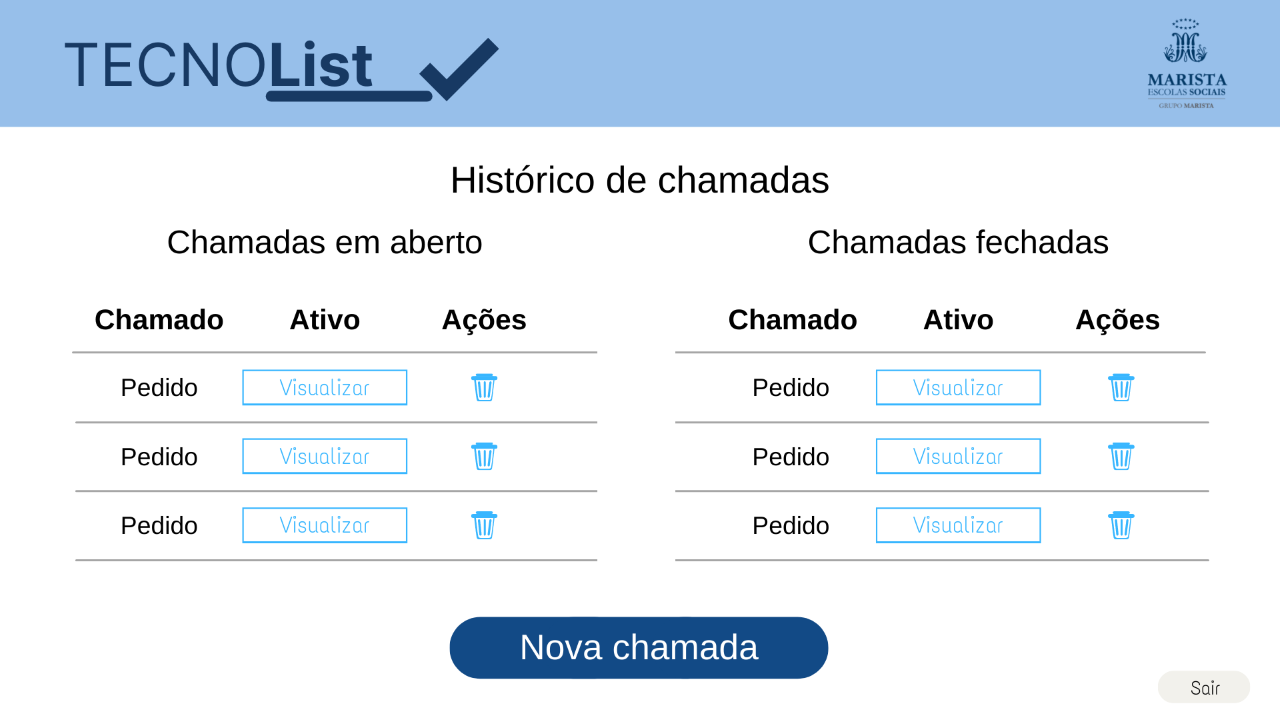 TECNOList
MARISTA
ESCOLAS SOCIAIS
GRUPO MARISTA
Histórico de chamadas
Chamadas em aberto
Chamado Ativo Ações
Pedido Visualizar
Pedido Visualizar
Pedido Visualizar
Chamadas fechadas
Chamado Ativo Ações
Pedido Visualizar
Pedido Visualizar
Pedido Visualizar
Nova chamada
Sair